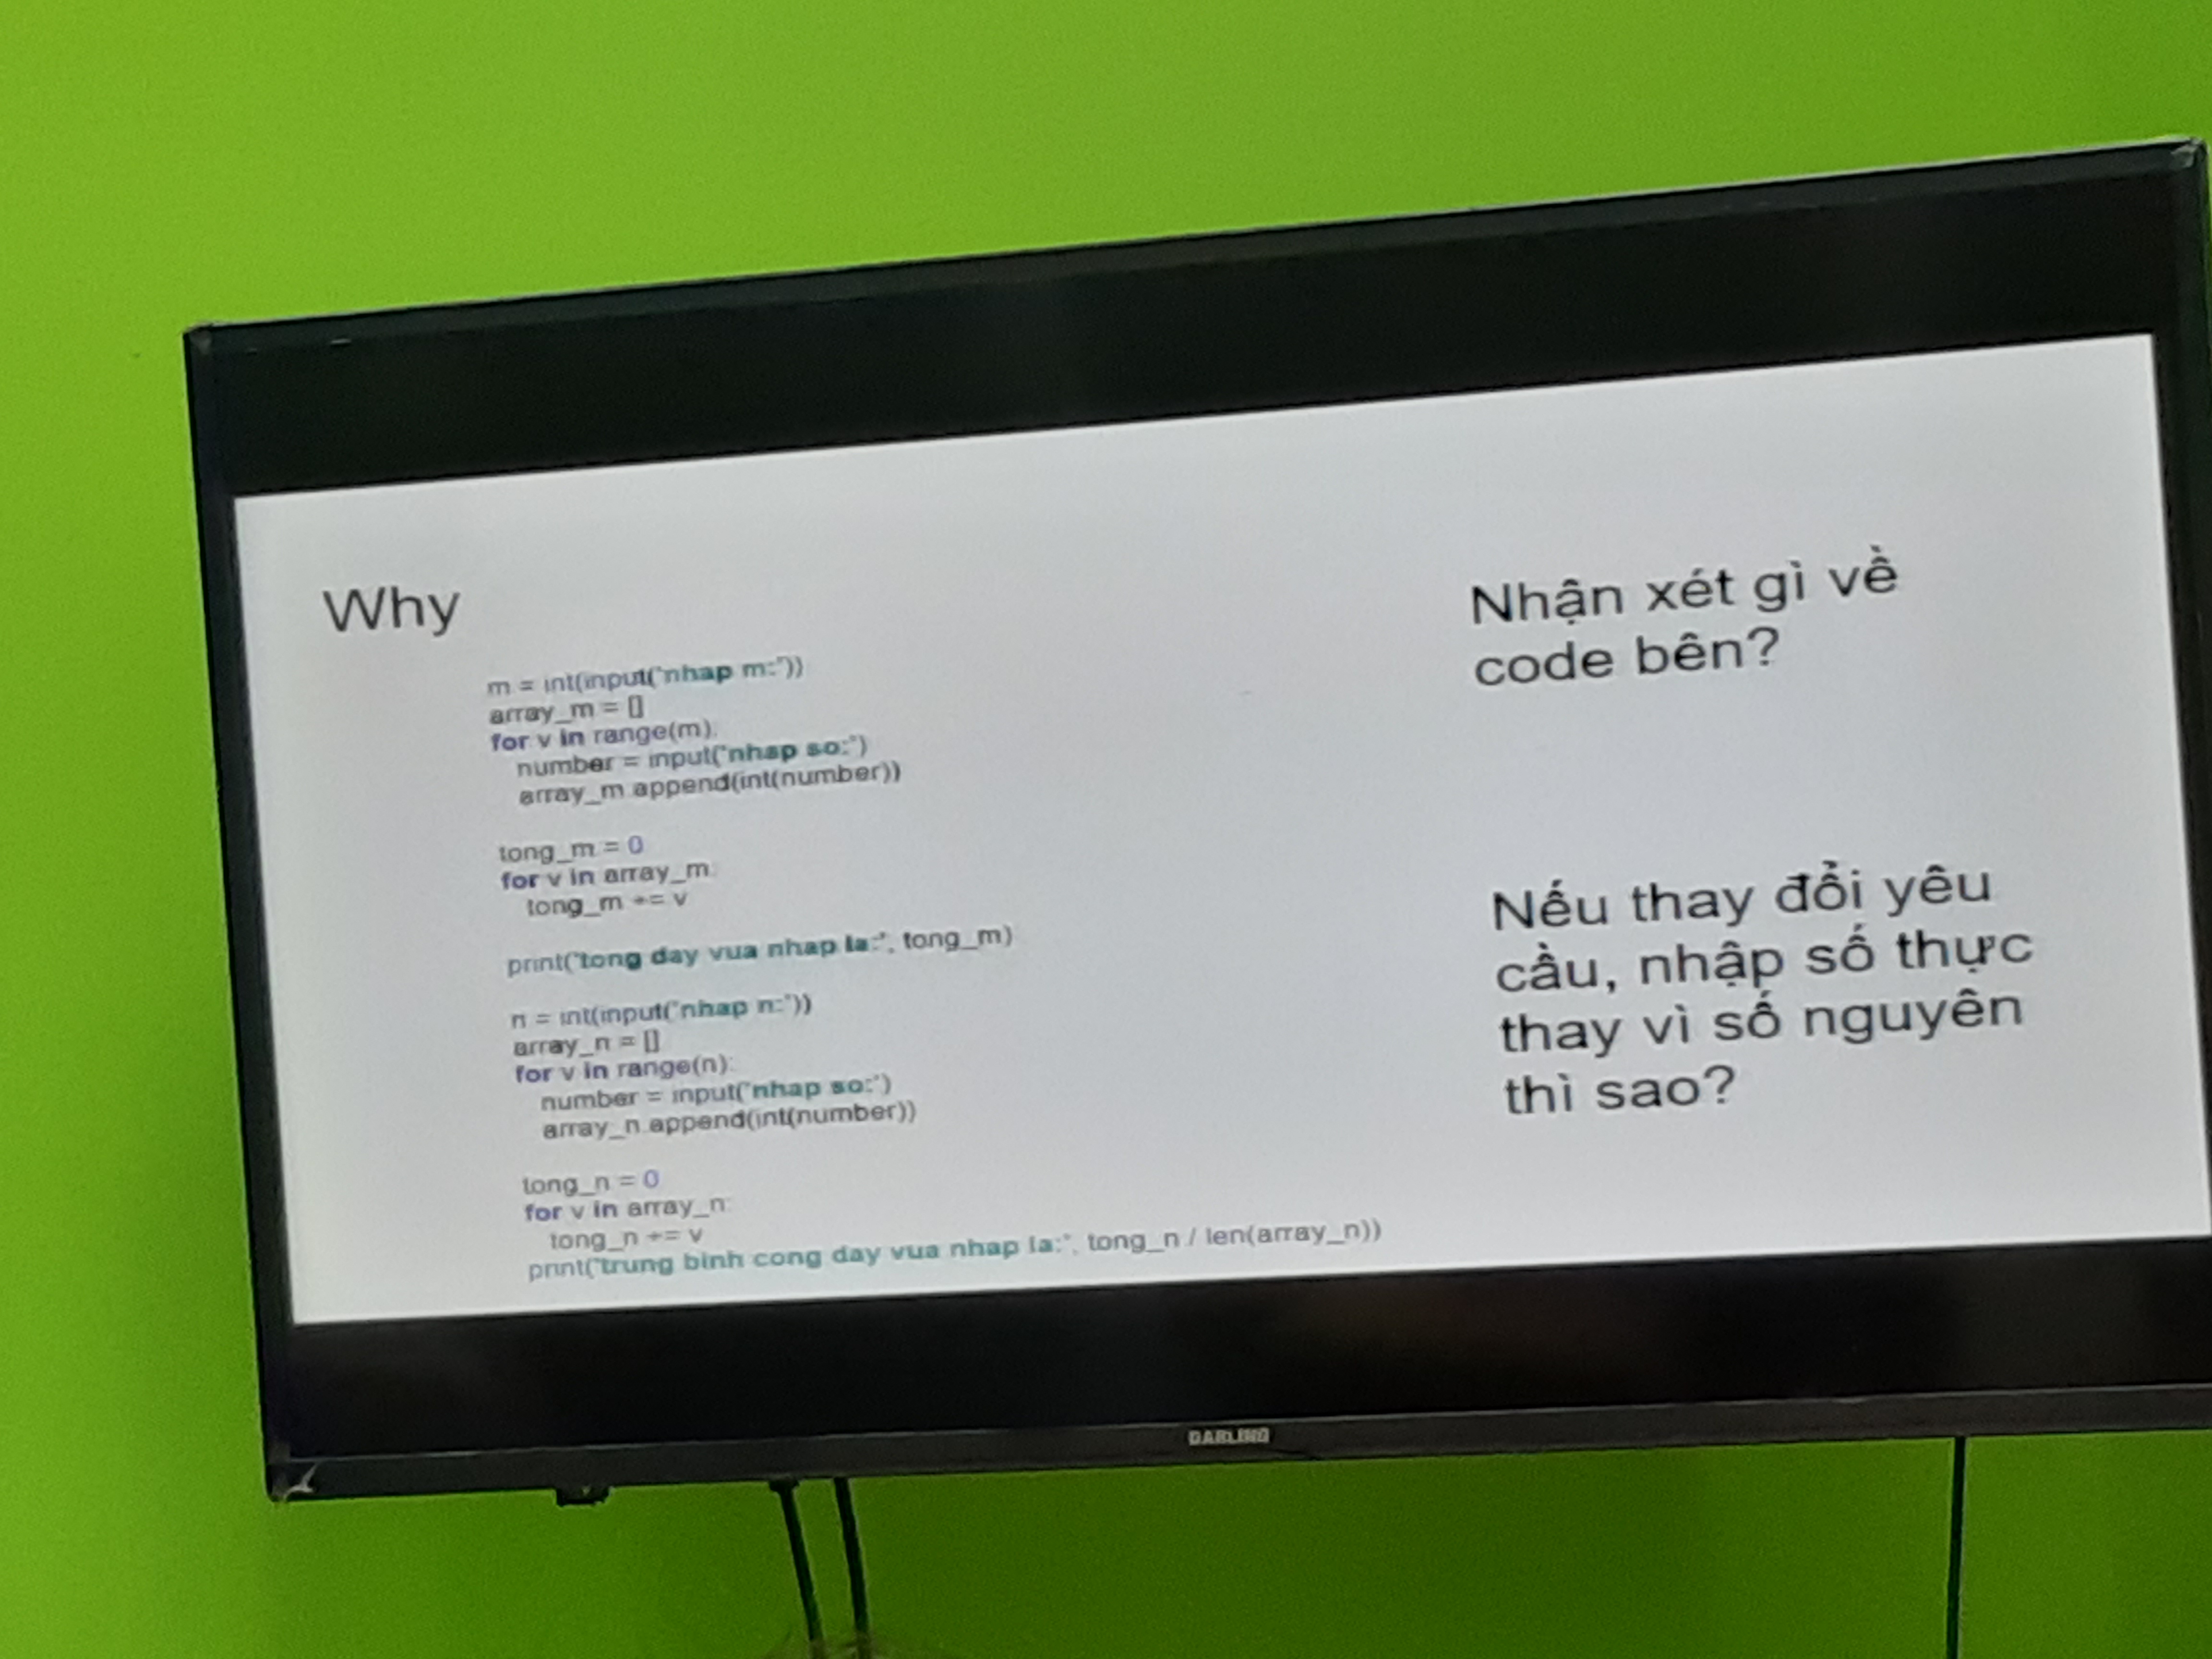 Why
m = int(input("nhap m:"))
array_m = []
for v in range(m):
number = input("nhap so:")
array_m.append(int(number))
tong_m = 0
for v in array_m:
tong_m += v
print("tong day vua nhap la:", tong_m)
n = int(input("nhap n:"))
array_n = []
for v in range(n):
number = input("nhap so:")
array_n.append(int(number))
tong_n = 0
for v in array_n:
tong_n += v
print("trung binh cong day vua nhap la:", tong_n / len(array_n))
Nhận xét gì về
code bên?
Nếu thay đổi yêu
cầu, nhập số thực
thay vì số nguyên
thì sao?
DARLING